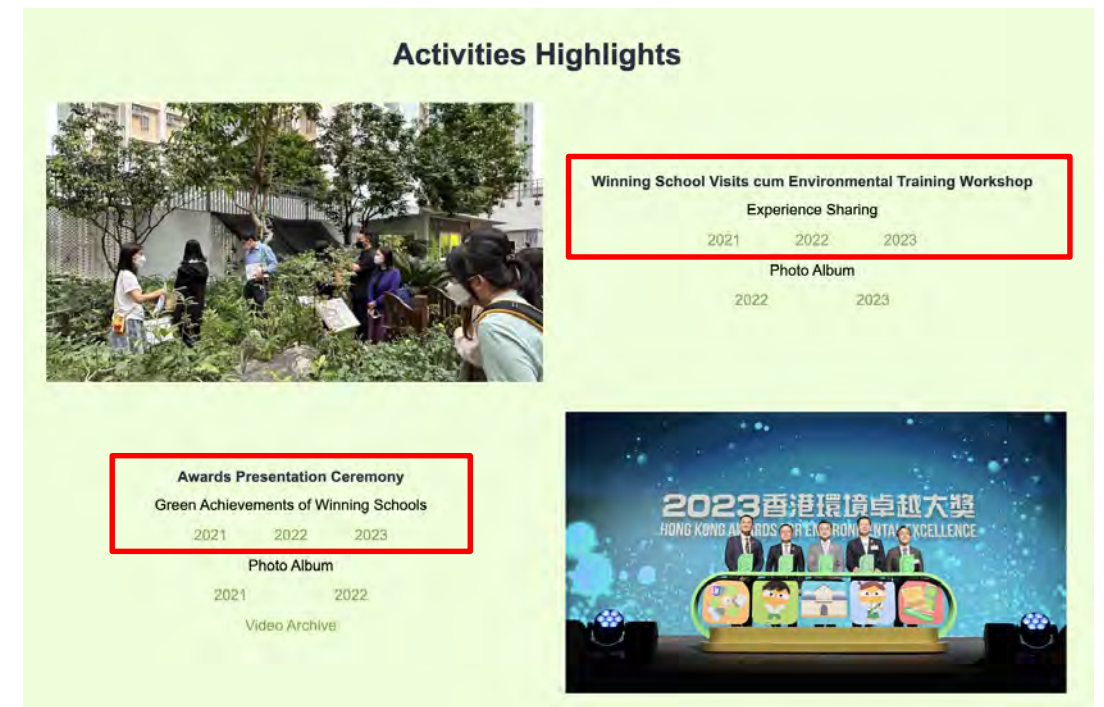 Activities Highlights
Winning School Visits cum Environmental Training Workshop
Experience Sharing
2021 2022 2023
Photo Album
2022 2023
Awards Presentation Ceremony
Green Achievements of Winning Schools
2021 2022 2023
Photo Album
2021 2022
Video Archive
2023香港環境卓越大獎
HONG KONG AWARDS FOR ENVIRONMENTAL EXCELLENCE